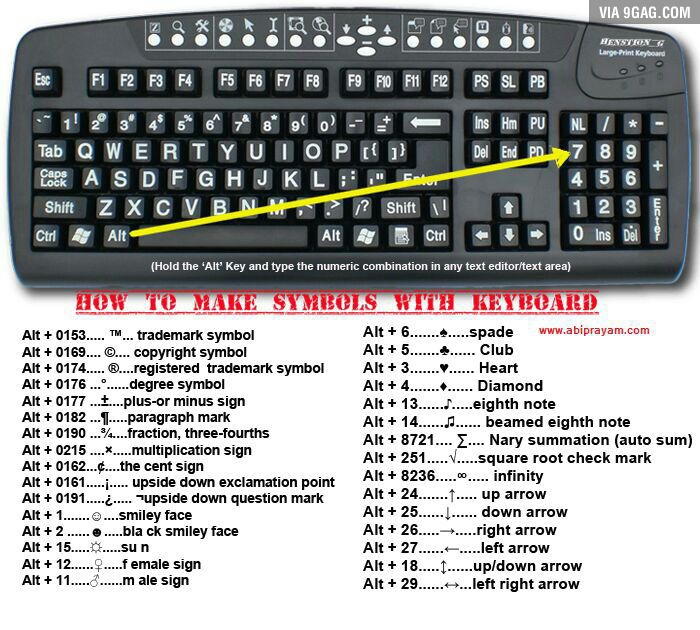 VIA 9GAG.COM
Large-Print Keyboard
Esc F1 F2 F3 F4 F5 F6 F7 F8 F9 F10 F11 F12 PS SL PB
~` 1! 2@ 3# 4$ 5% 6^ 7& 8* 9( 0) -_ =+ Ins Hm PU NL / * -
Tab Q W E R T Y U I O P [{ ]} Del End PD 7 8 9 +
Caps Lock A S D F G H J K L ;: '" Enter 4 5 6
Shift Z X C V B N M /? Shift \| 1 2 3 Enter
Ctrl Alt Alt Ctrl 0 Ins Del
(Hold the ‘Alt’ Key and type the numeric combination in any text editor/text area)
HOW TO MAKE SYMBOLS WITH KEYBOARD
www.abiprayam.com
Alt + 0153..... ™... trademark symbol
Alt + 0169.... ©.... copyright symbol
Alt + 0174..... ®....registered trademark symbol
Alt + 0176 ...°......degree symbol
Alt + 0177 ...±....plus-or minus sign
Alt + 0182 ...¶.....paragraph mark
Alt + 0190 ...¾....fraction, three-fourths
Alt + 0215 ....×.....multiplication sign
Alt + 0162...¢....the cent sign
Alt + 0161.....¡..... upside down exclamation point
Alt + 0191.....¿..... ¬upside down question mark
Alt + 1.......☺....smiley face
Alt + 2 ......☻.....bla ck smiley face
Alt + 15.....☼.....su n
Alt + 12......♀.....f emale sign
Alt + 11.....♂......m ale sign
Alt + 6.......♠.....spade
Alt + 5.......♣...... Club
Alt + 3.......♥...... Heart
Alt + 4.......♦...... Diamond
Alt + 13......♪.....eighth note
Alt + 14......♫...... beamed eighth note
Alt + 8721.... ∑.... Nary summation (auto sum)
Alt + 251.....√.....square root check mark
Alt + 8236.....∞..... infinity
Alt + 24.......↑..... up arrow
Alt + 25......↓...... down arrow
Alt + 26.....→.....right arrow
Alt + 27......←.....left arrow
Alt + 18.....↕......up/down arrow
Alt + 29......↔...left right arrow